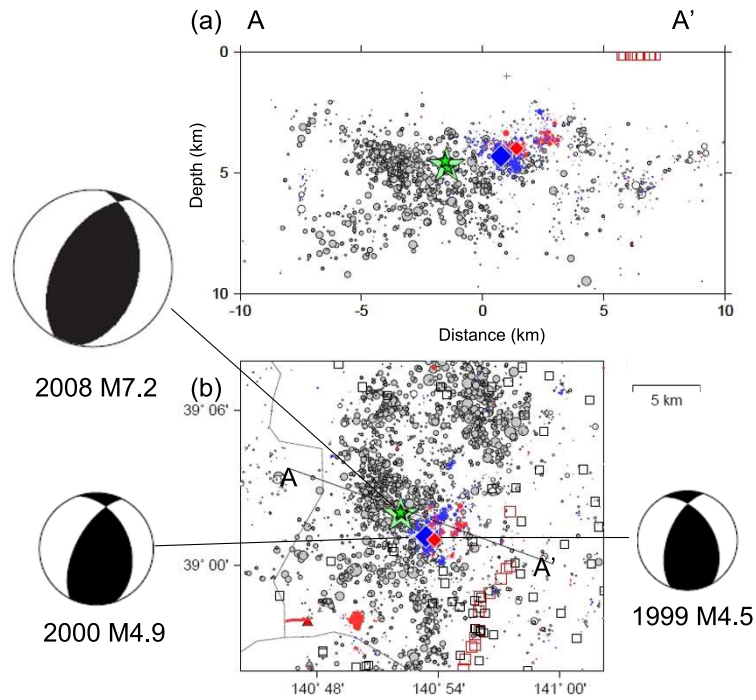 (a) A A'
0
5
10
Depth (km)
-10 -5 0 5 10
Distance (km)
2008 M7.2
(b)
5 km
39° 06'
39° 00'
A
A'
2000 M4.9
1999 M4.5
140° 48' 140° 54' 141° 00'